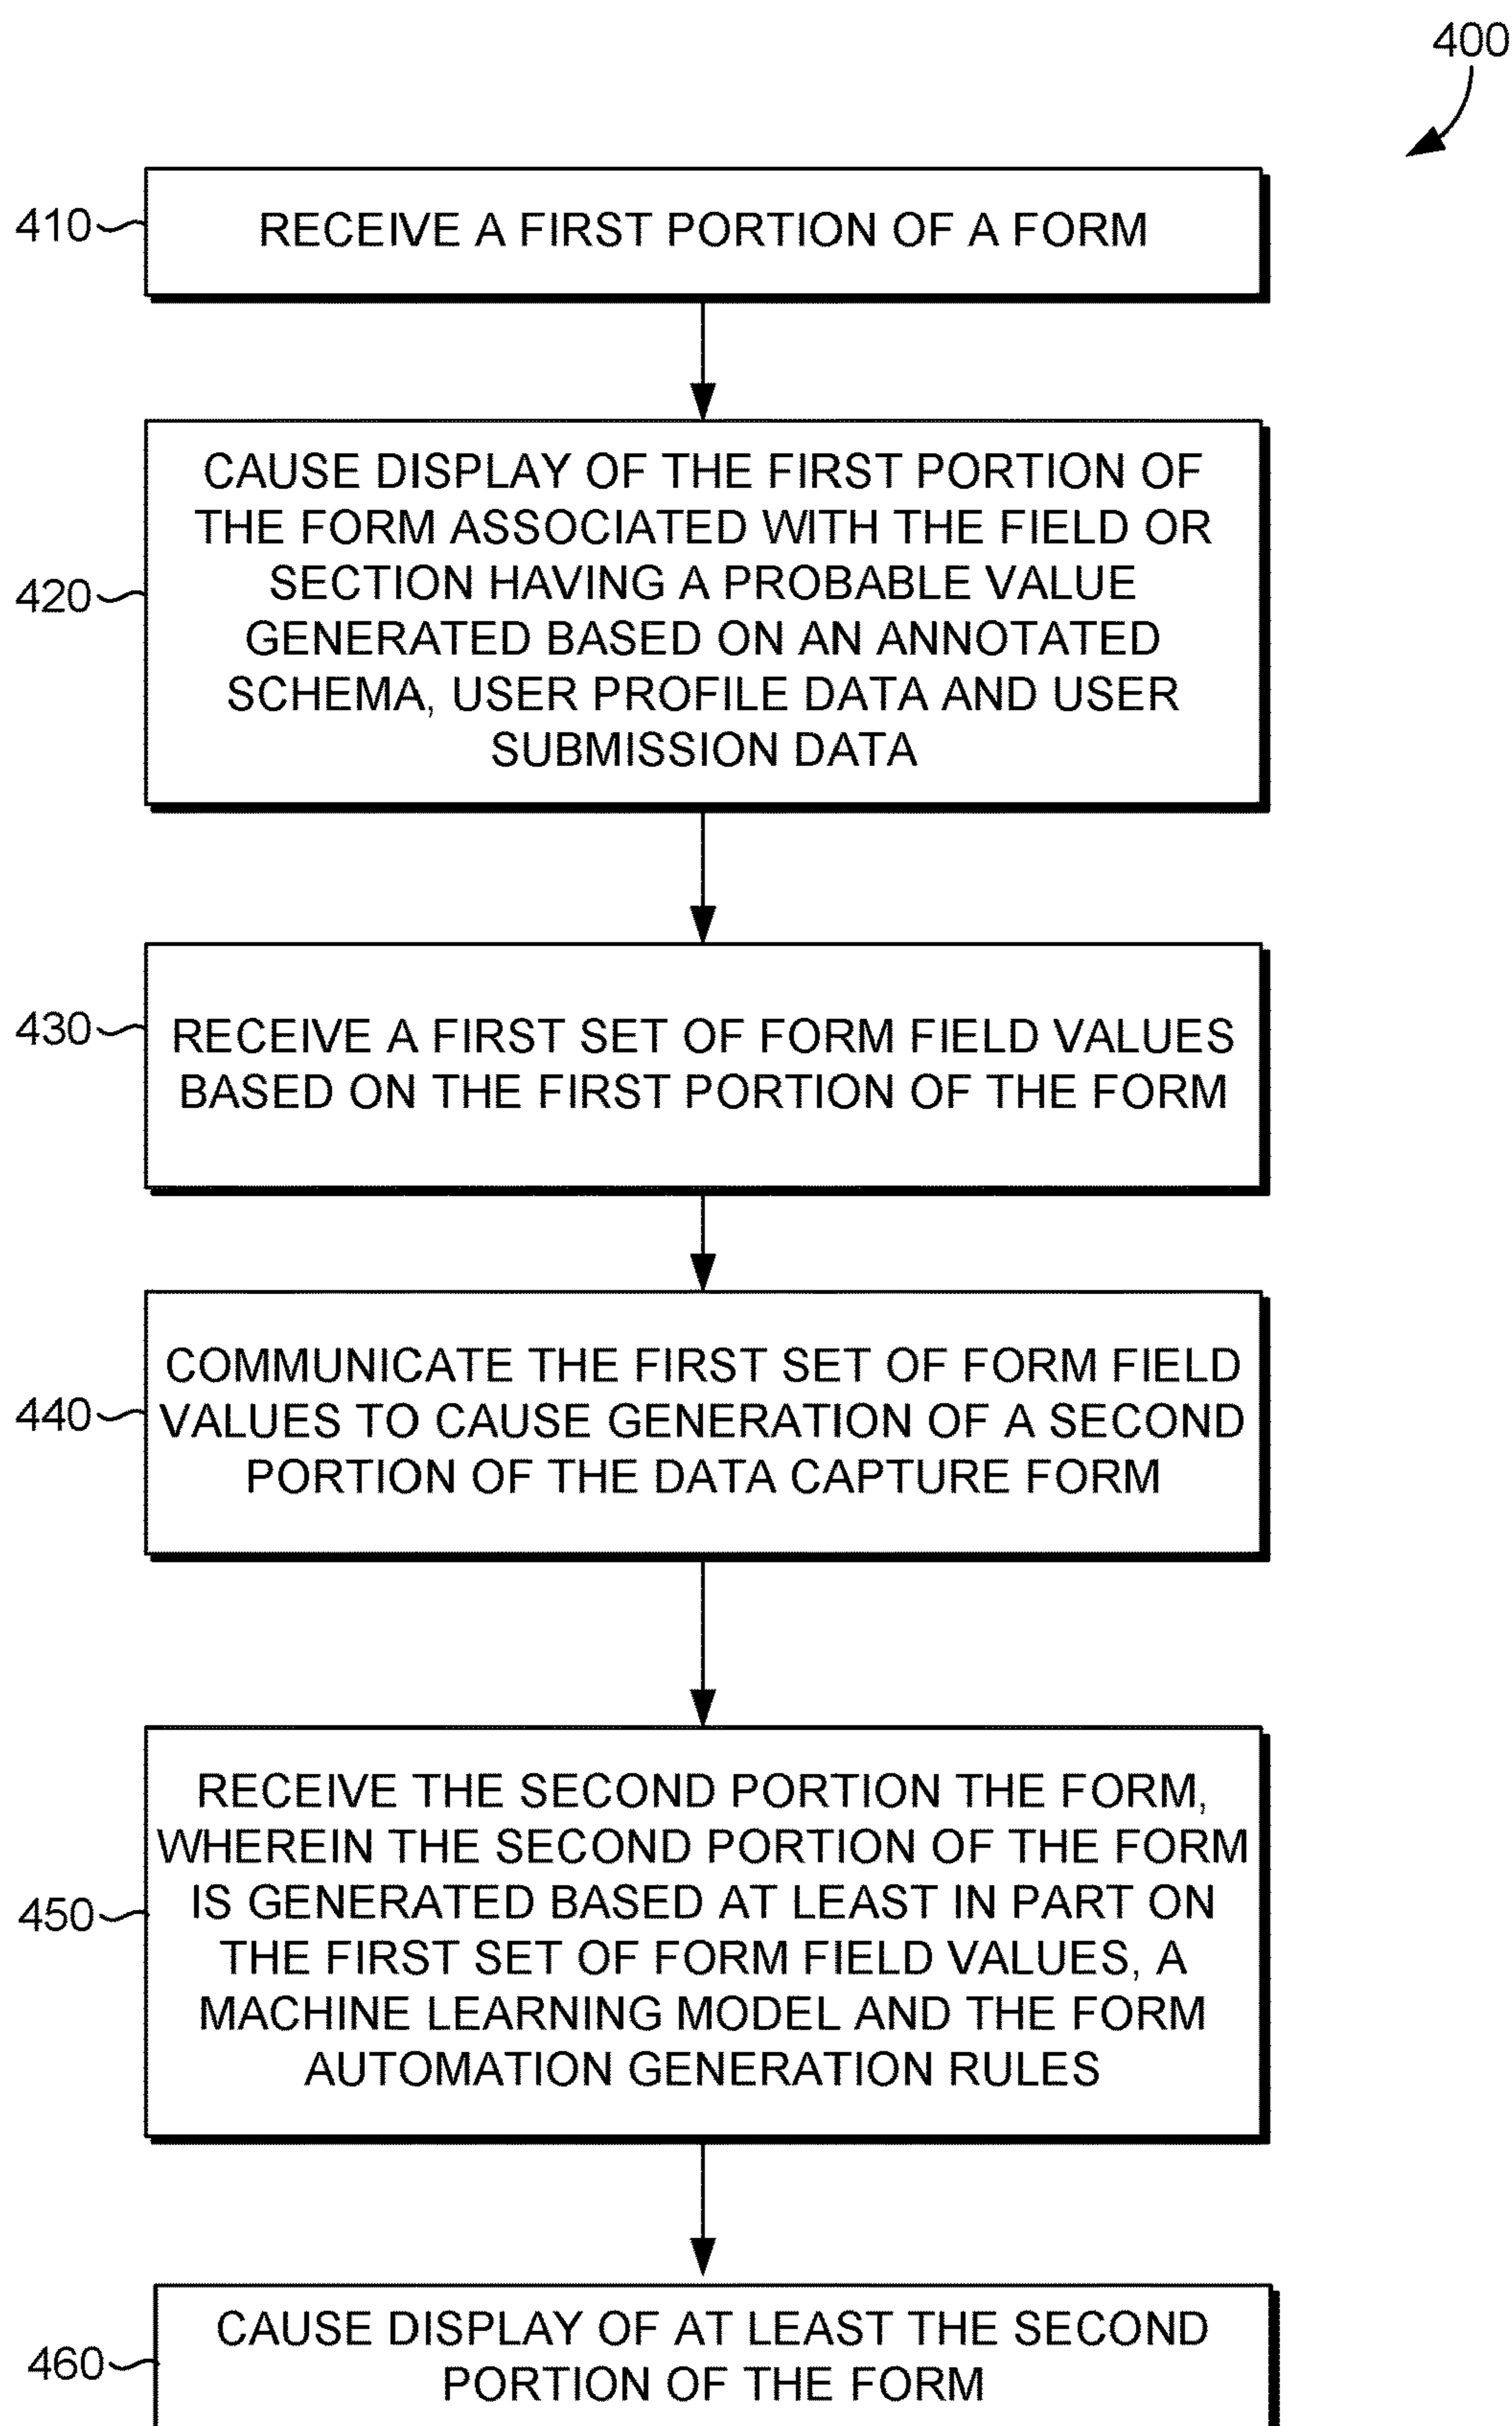 400
410
RECEIVE A FIRST PORTION OF A FORM
420
CAUSE DISPLAY OF THE FIRST PORTION OF
THE FORM ASSOCIATED WITH THE FIELD OR
SECTION HAVING A PROBABLE VALUE
GENERATED BASED ON AN ANNOTATED
SCHEMA, USER PROFILE DATA AND USER
SUBMISSION DATA
430
RECEIVE A FIRST SET OF FORM FIELD VALUES
BASED ON THE FIRST PORTION OF THE FORM
440
COMMUNICATE THE FIRST SET OF FORM FIELD
VALUES TO CAUSE GENERATION OF A SECOND
PORTION OF THE DATA CAPTURE FORM
450
RECEIVE THE SECOND PORTION THE FORM,
WHEREIN THE SECOND PORTION OF THE FORM
IS GENERATED BASED AT LEAST IN PART ON
THE FIRST SET OF FORM FIELD VALUES, A
MACHINE LEARNING MODEL AND THE FORM
AUTOMATION GENERATION RULES
460
CAUSE DISPLAY OF AT LEAST THE SECOND
PORTION OF THE FORM